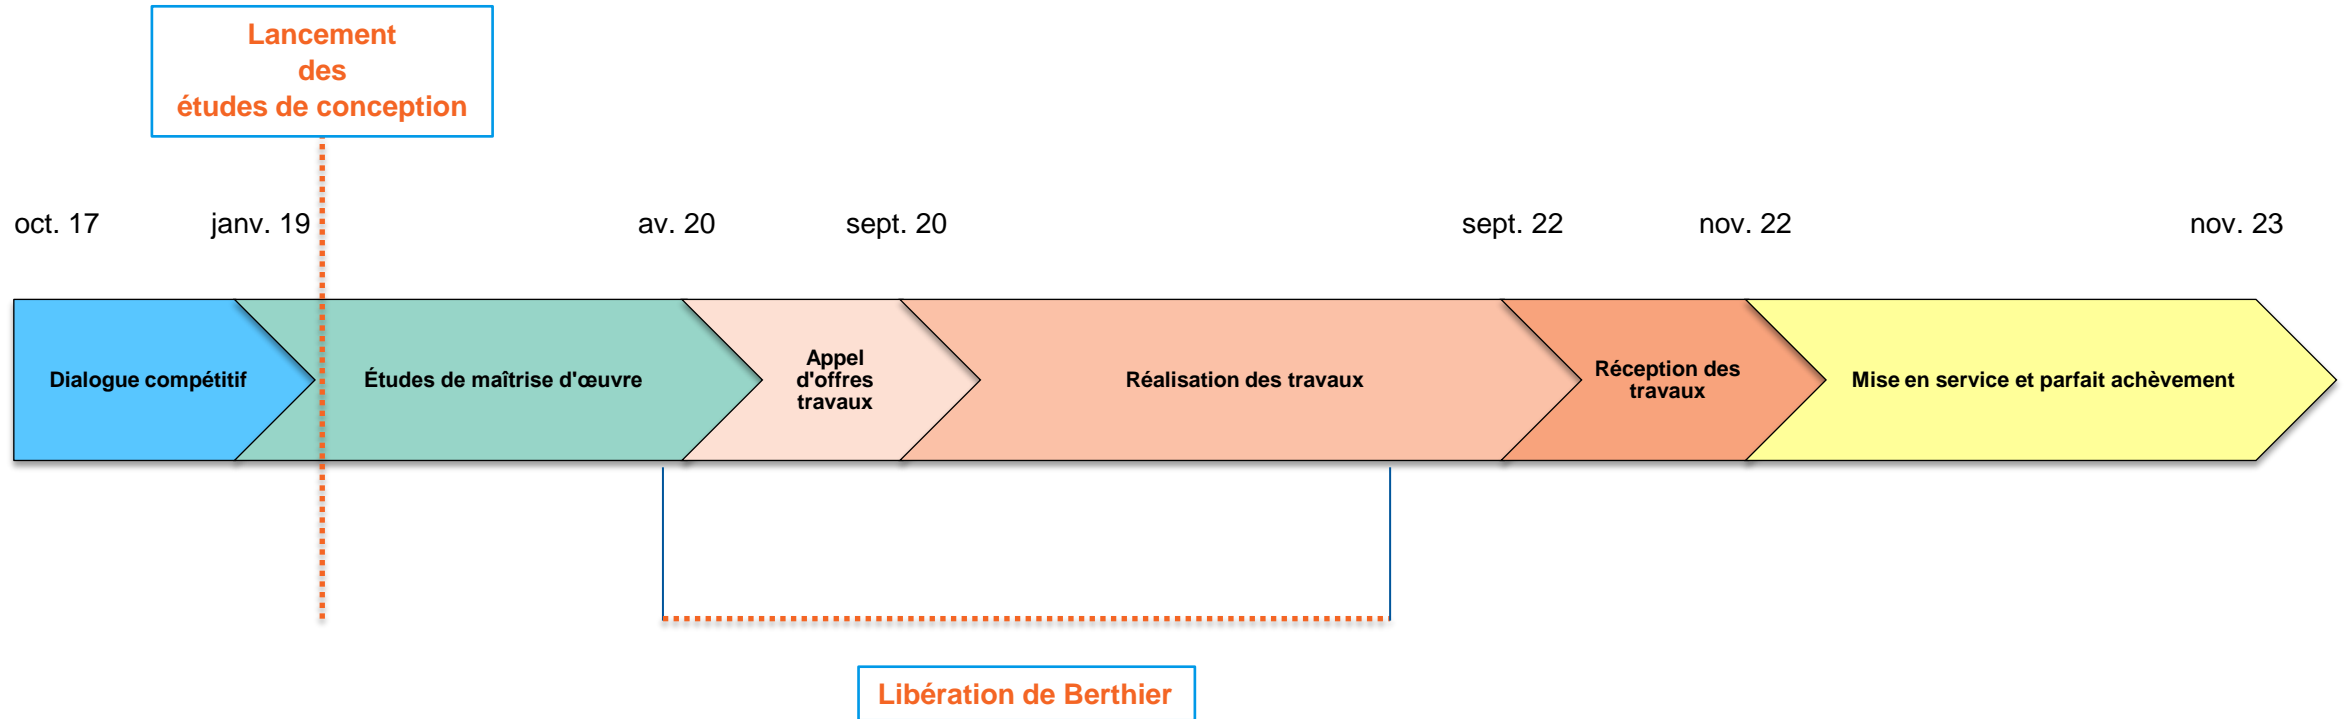 Lancement
des
études de conception
oct. 17
janv. 19
av. 20
sept. 20
sept. 22
nov. 22
nov. 23
Dialogue compétitif
Études de maîtrise d'œuvre
Appel
d'offres
travaux
Réalisation des travaux
Réception des
travaux
Mise en service et parfait achèvement
Libération de Berthier